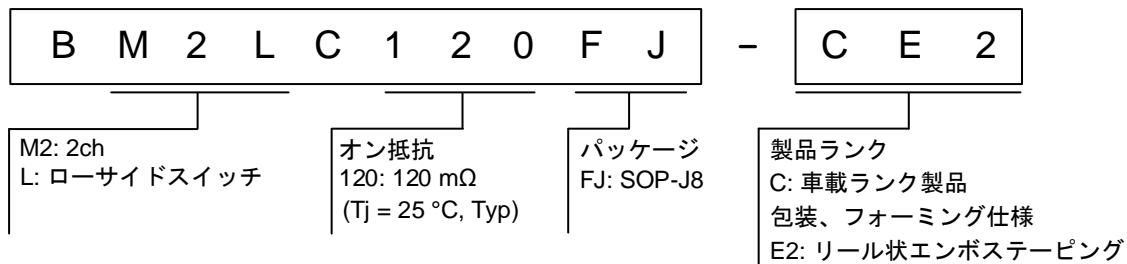 B M 2 L C 1 2 0 F J - C E 2
M2: 2ch
L: ローサイドスイッチ
オン抵抗
120: 120 mΩ
(Tj = 25 °C, Typ)
パッケージ
FJ: SOP-J8
製品ランク
C: 車載ランク製品
包装、フォーミング仕様
E2: リール状エンボステーピング